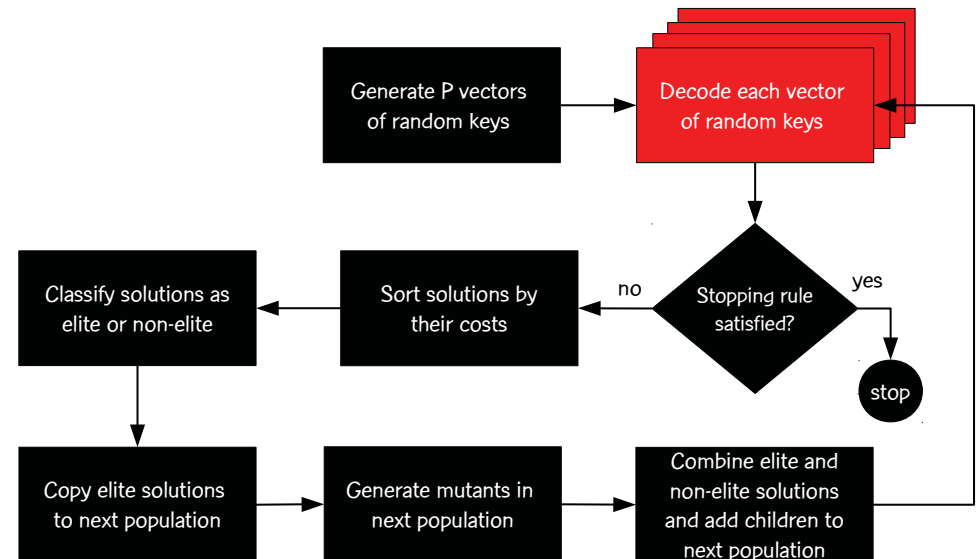 Generate P vectors
of random keys
Decode each vector
of random keys
Classify solutions as
elite or non-elite
Sort solutions by
their costs
no
Stopping rule
satisfied?
yes
stop
Copy elite solutions
to next population
Generate mutants in
next population
Combine elite and
non-elite solutions
and add children to
next population